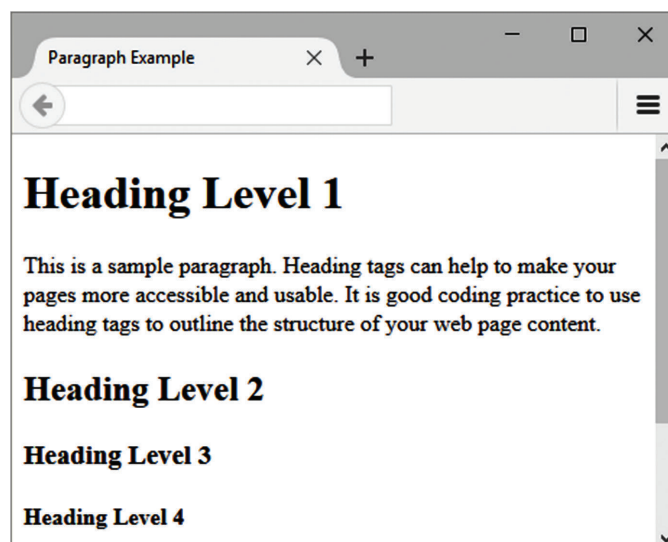 Paragraph Example
Heading Level 1
This is a sample paragraph. Heading tags can help to make your
pages more accessible and usable. It is good coding practice to use
heading tags to outline the structure of your web page content.
Heading Level 2
Heading Level 3
Heading Level 4